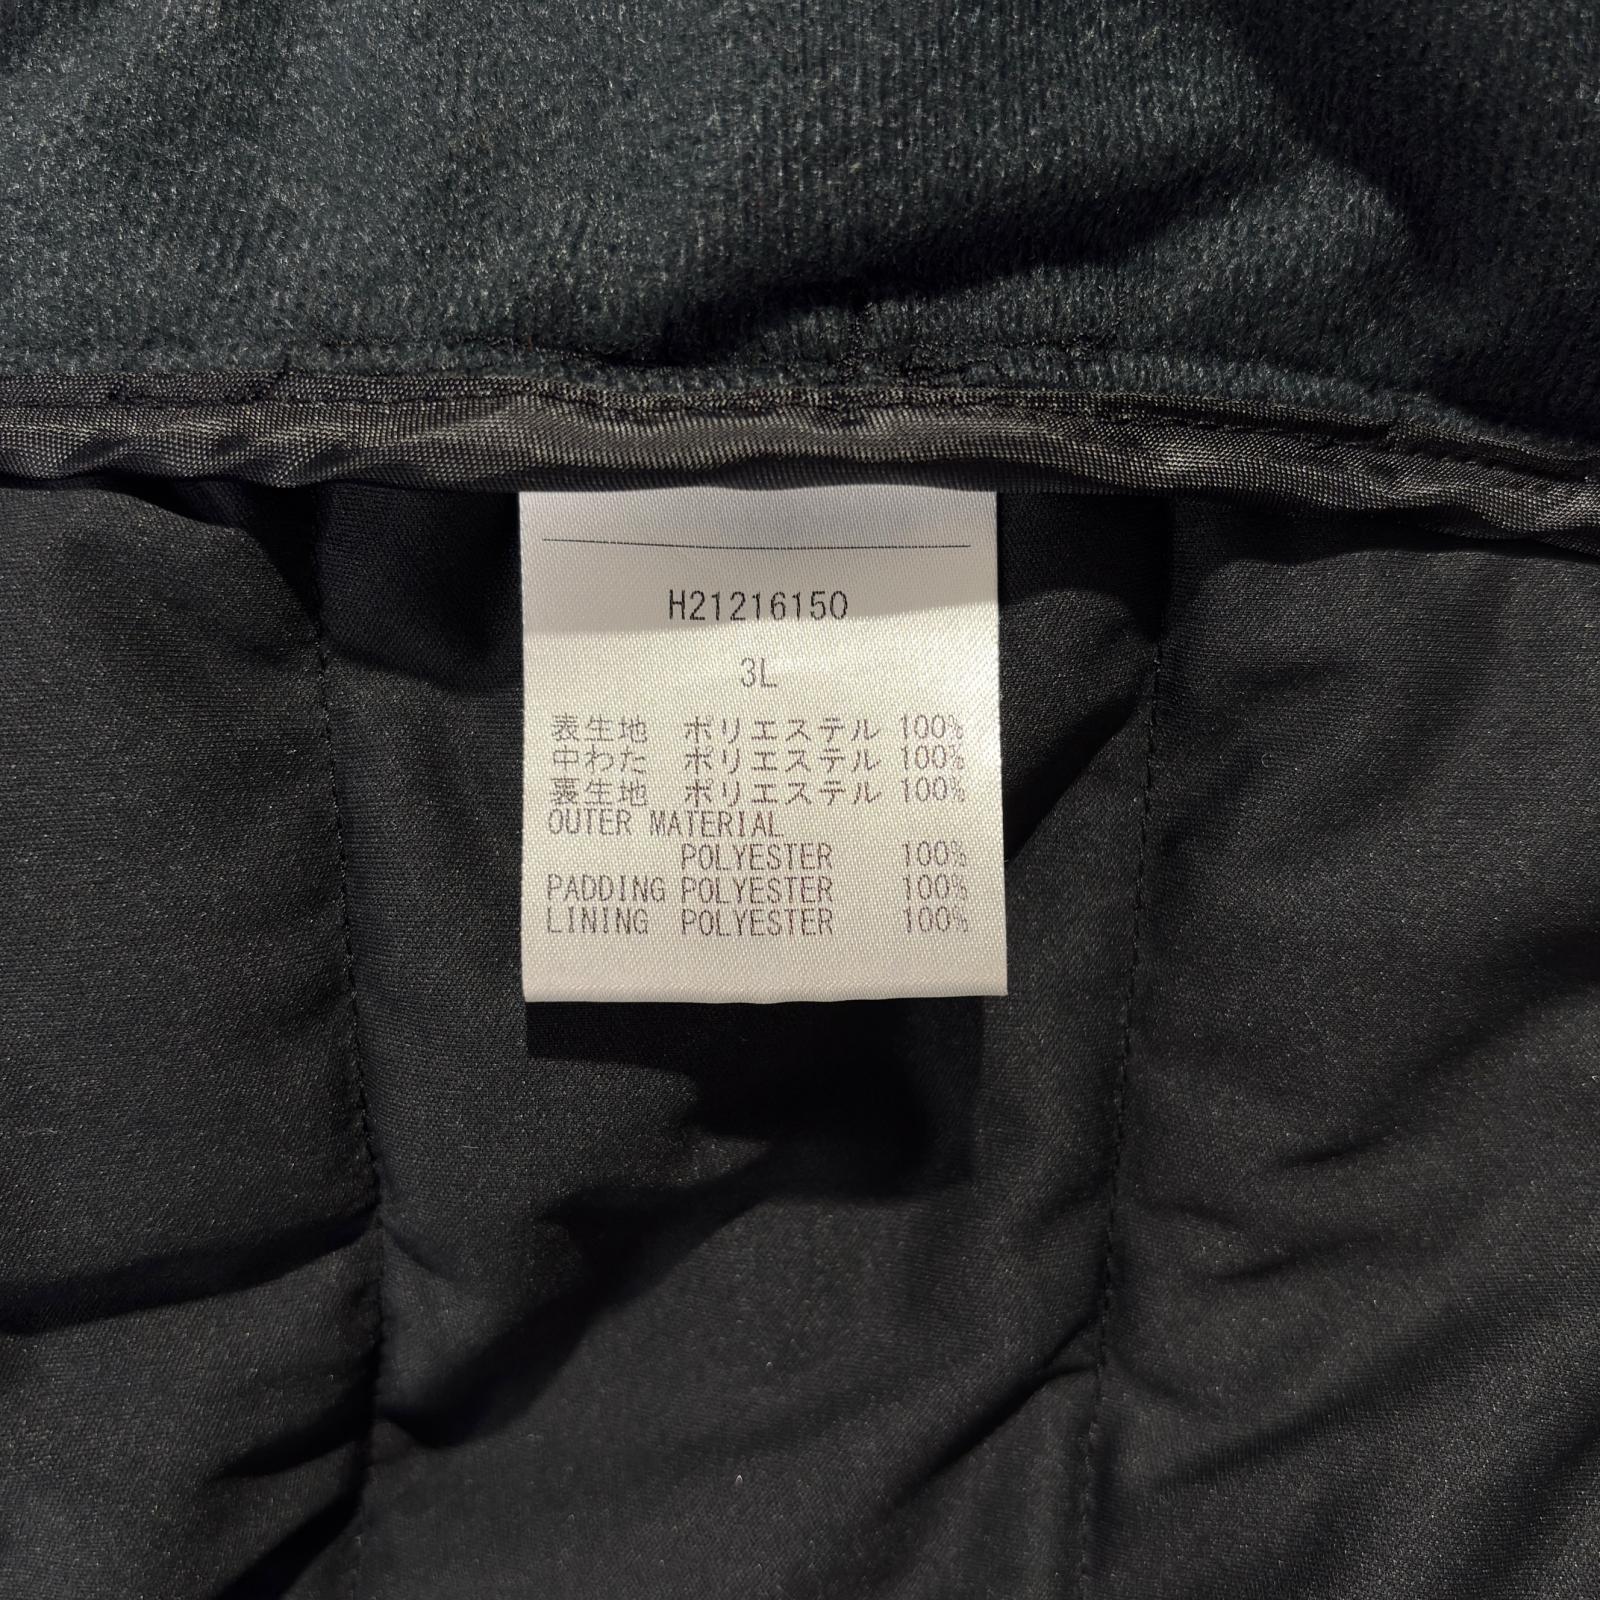 H21216150
3L
表生地 ポリエステル 100%
中わた ポリエステル 100%
裏生地 ポリエステル 100%
OUTER MATERIAL
POLYESTER 100%
PADDING POLYESTER 100%
LINING POLYESTER 100%